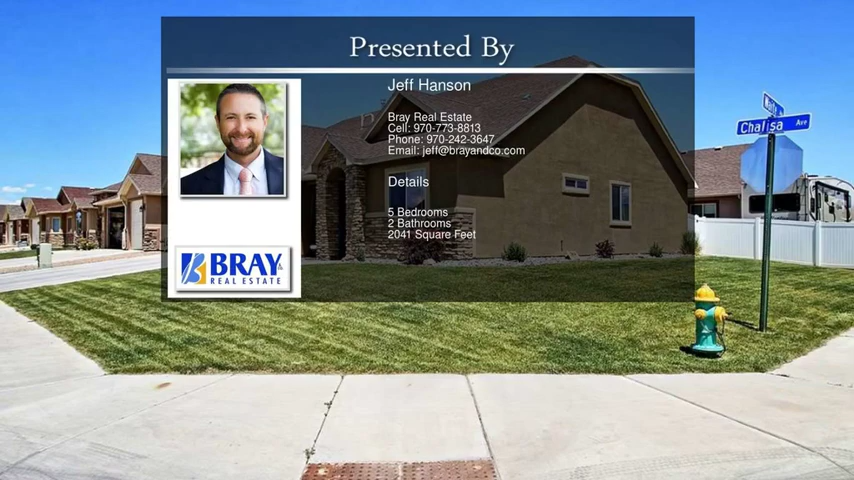 Presented By
Jeff Hanson
Bray Real Estate
Cell: 970-773-8813
Phone: 970-242-3647
Email: jeff@brayandco.com
Details
5 Bedrooms
2 Bathrooms
2041 Square Feet
BRAY
REAL ESTATE
Chalisa Ave